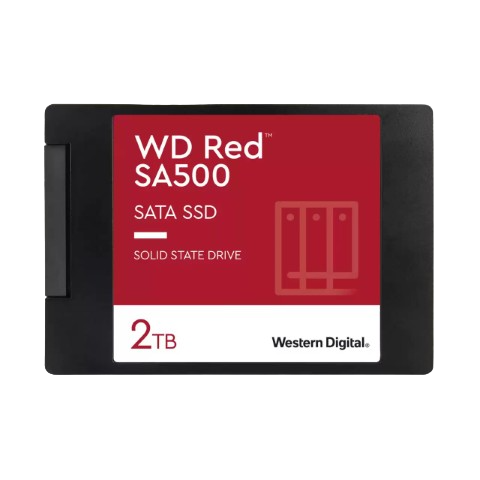 WD Red™
SA500
SATA SSD
SOLID STATE DRIVE
2TB
Western Digital®